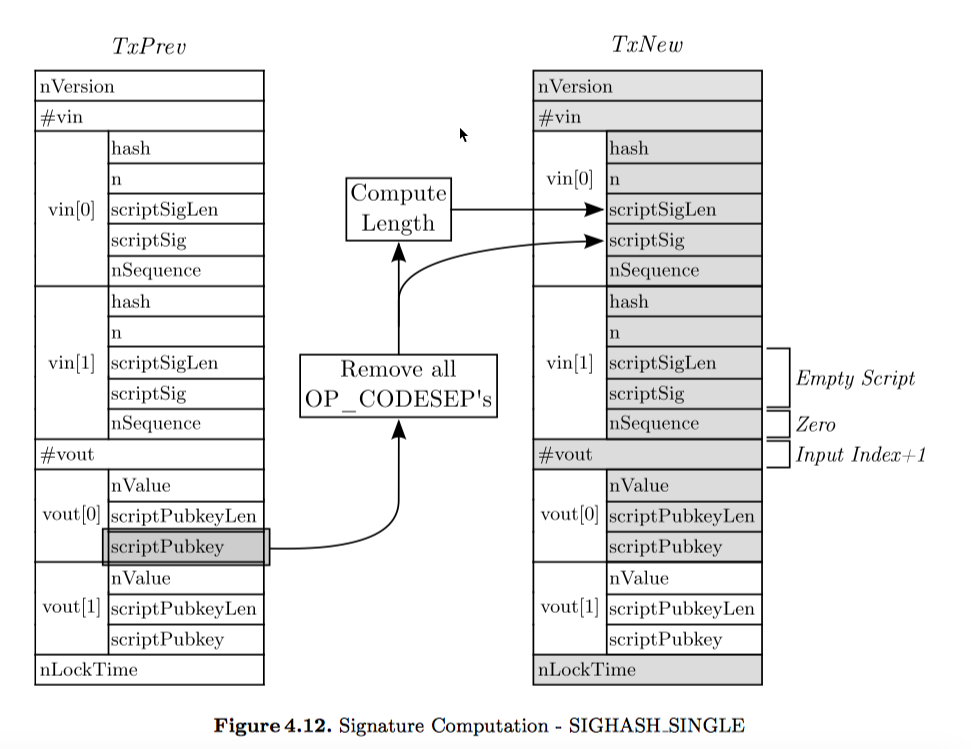 TxPrev
nVersion
#vin
vin[0]
hash
n
scriptSigLen
scriptSig
nSequence
vin[1]
hash
n
scriptSigLen
scriptSig
nSequence
#vout
vout[0]
nValue
scriptPubkeyLen
scriptPubkey
vout[1]
nValue
scriptPubkeyLen
scriptPubkey
nLockTime
Compute
Length
Remove all
OP_CODESEP's
TxNew
nVersion
#vin
vin[0]
hash
n
scriptSigLen
scriptSig
nSequence
vin[1]
hash
n
scriptSigLen
scriptSig
nSequence
#vout
vout[0]
nValue
scriptPubkeyLen
scriptPubkey
vout[1]
nValue
scriptPubkeyLen
scriptPubkey
nLockTime
Empty Script
Zero
Input Index+1
Figure 4.12. Signature Computation - SIGHASH_SINGLE